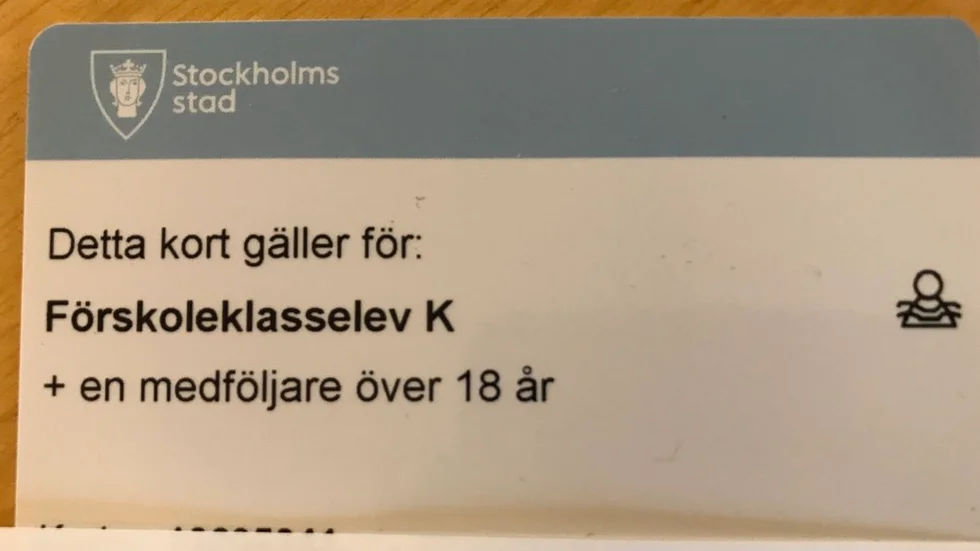 Stockholms
stad
Detta kort gäller för:
Förskoleklasselev K
+ en medföljare över 18 år